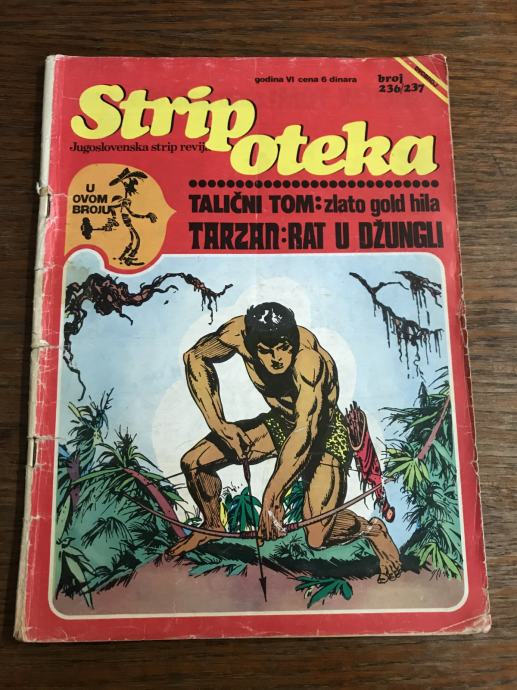 godina VI cena 6 dinara
broj
236/237
Strip
oteka
Jugoslovenska strip revija
U
OVOM
BROJU
TALIČNI TOM: zlato gold hila
TARZAN: RAT U DŽUNGLI